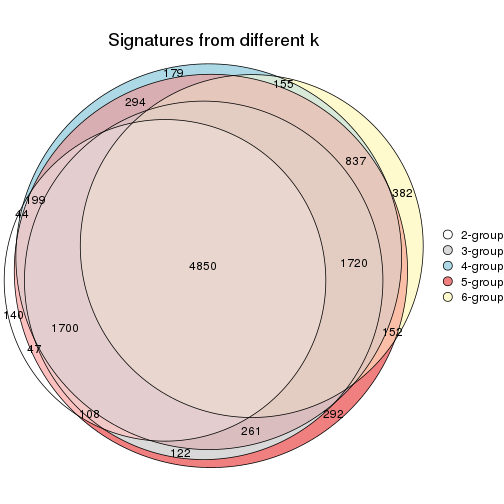 Signatures from different k
179
155
294
837
382
199
44
4850
1720
140
1700
152
47
108
292
261
122
2-group
3-group
4-group
5-group
6-group